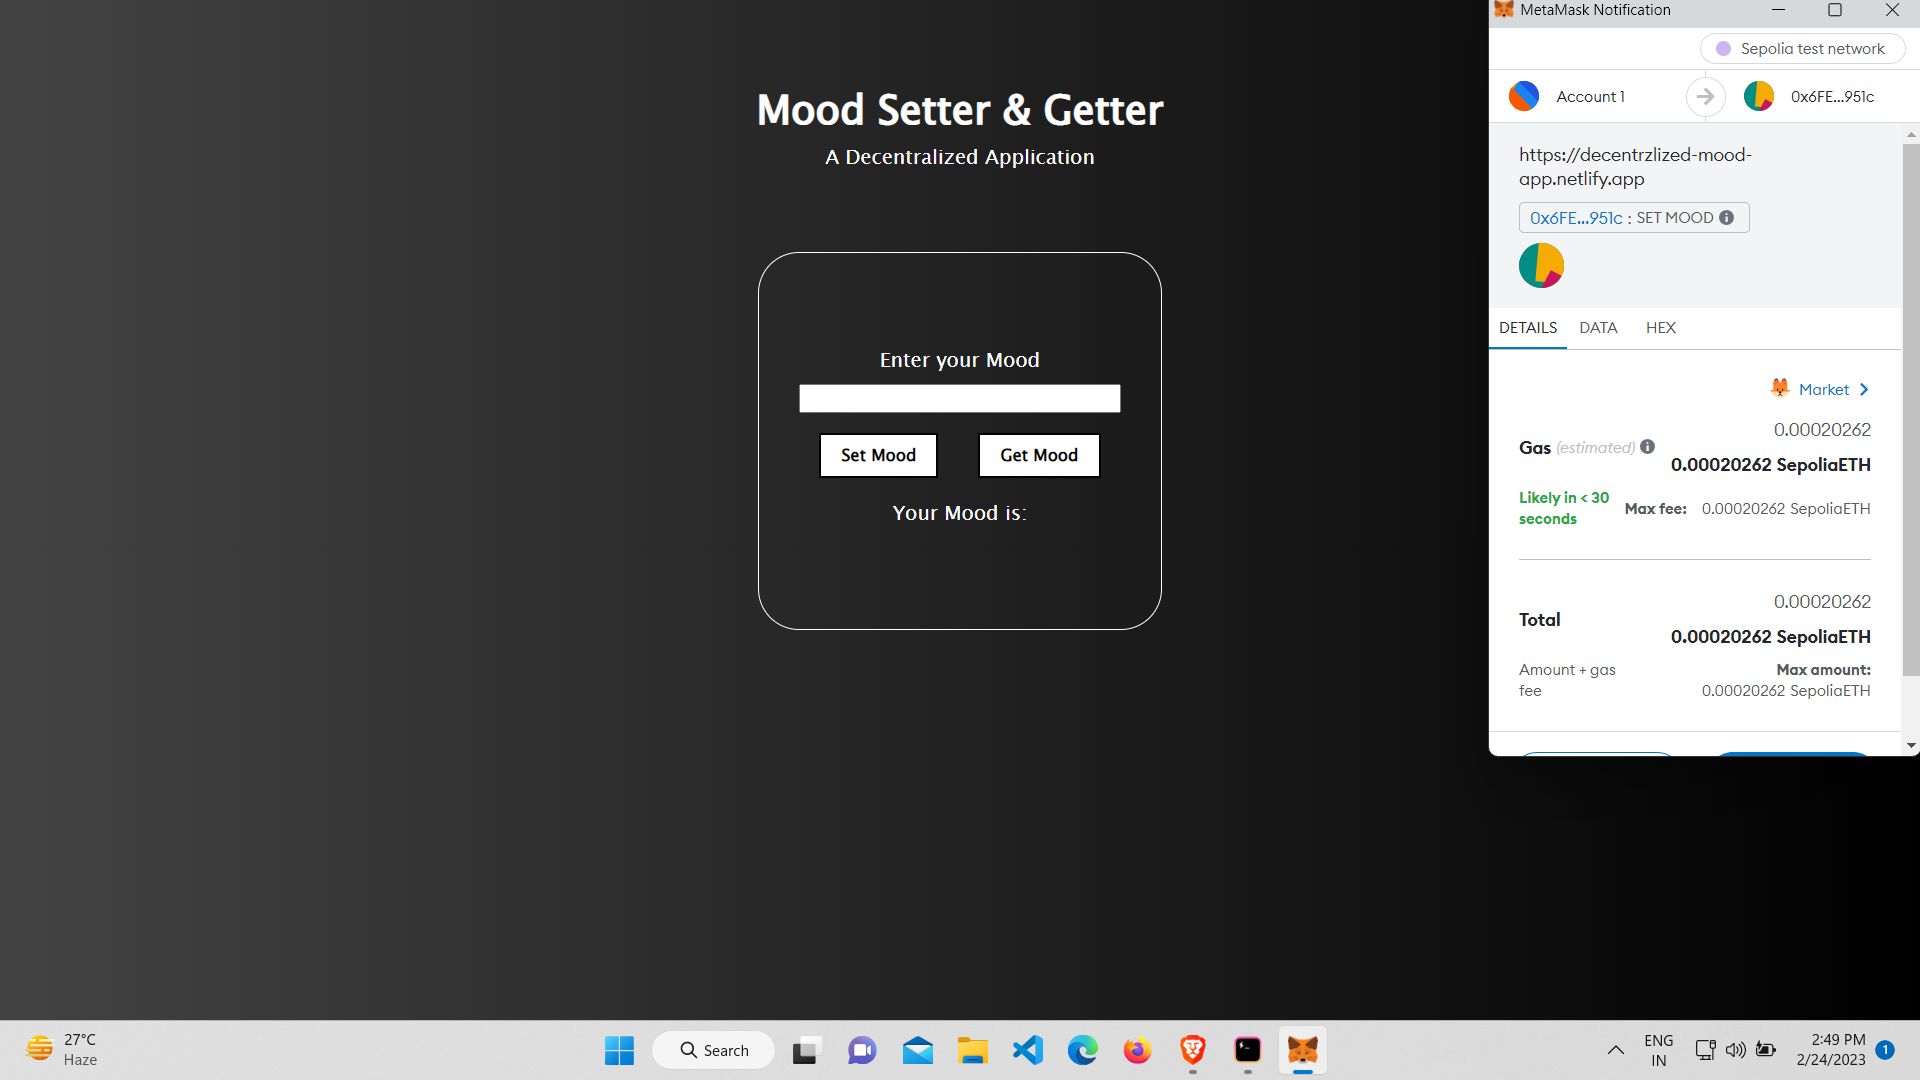 Mood Setter & Getter
A Decentralized Application
Enter your Mood
Set Mood
Get Mood
Your Mood is:
MetaMask Notification
Sepolia test network
Account 1
0x6FE...951c
https://decentrzlized-mood-
app.netlify.app
0x6FE...951c : SET MOOD
DETAILS
DATA
HEX
Market
0.00020262
Gas (estimated)
0.00020262 SepoliaETH
Likely in < 30
seconds
Max fee:
0.00020262 SepoliaETH
0.00020262
Total
0.00020262 SepoliaETH
Amount + gas
fee
Max amount:
0.00020262 SepoliaETH
27°C
Haze
Search
ENG
IN
2:49 PM
2/24/2023
1